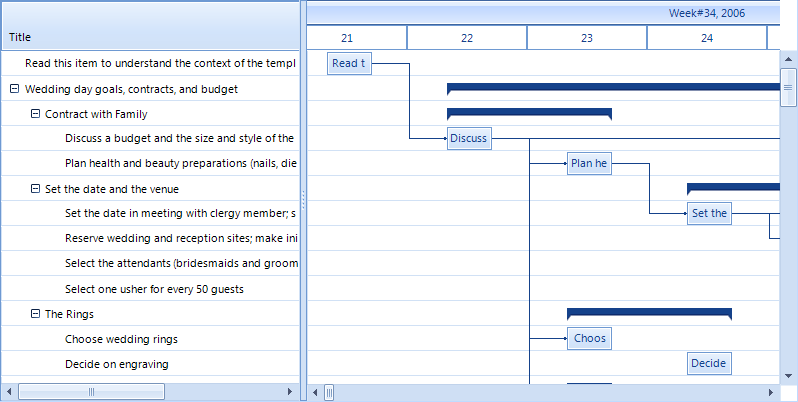 Week#34, 2006
Title
21 22 23 24
Read this item to understand the context of the templ Read t
Wedding day goals, contracts, and budget
Contract with Family
Discuss a budget and the size and style of the Discuss
Plan health and beauty preparations (nails, die Plan he
Set the date and the venue
Set the date in meeting with clergy member; s Set the
Reserve wedding and reception sites; make ini
Select the attendants (bridesmaids and groom
Select one usher for every 50 guests
The Rings
Choose wedding rings Choos
Decide on engraving Decide